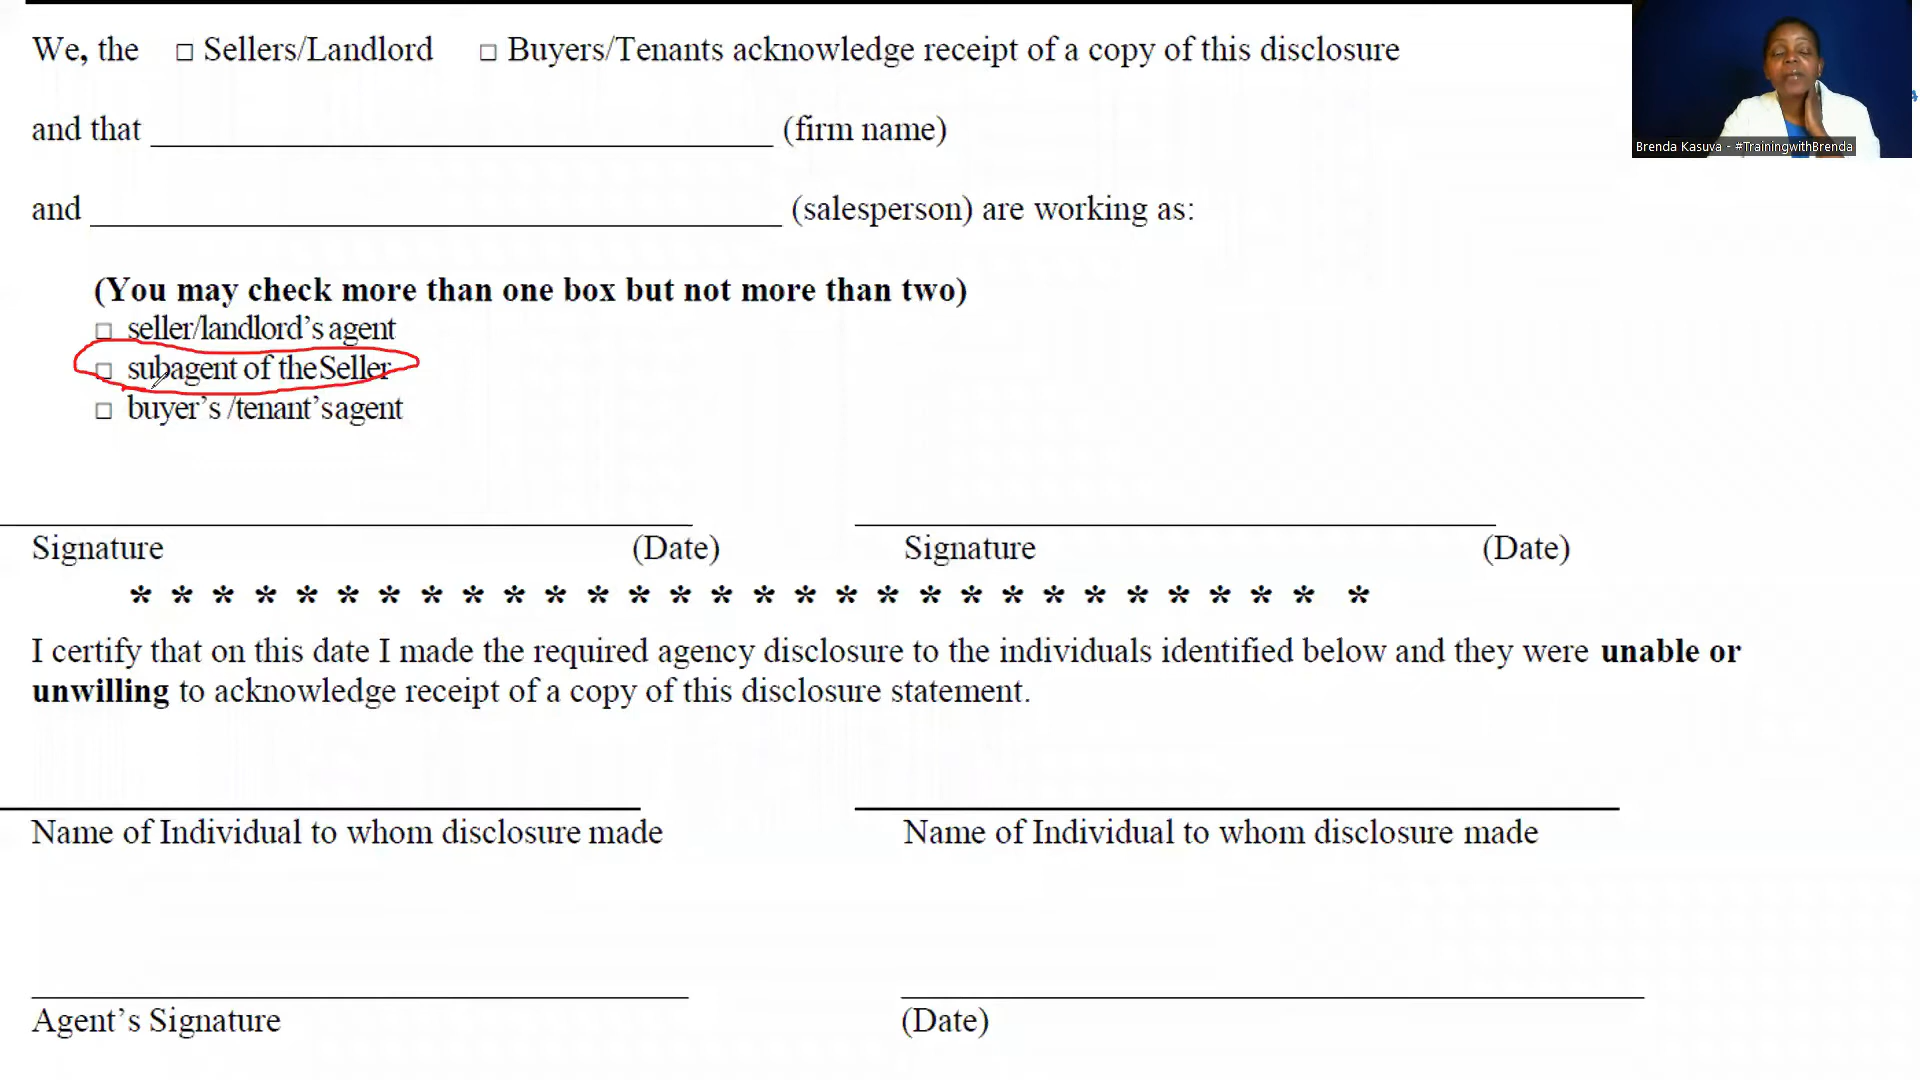 We, the □ Sellers/Landlord □ Buyers/Tenants acknowledge receipt of a copy of this disclosure
and that ______________________ (firm name)
and ______________________ (salesperson) are working as:
(You may check more than one box but not more than two)
□ seller/landlord’s agent
□ subagent of the Seller
□ buyer’s /tenant’s agent
Signature (Date) Signature (Date)
* * * * * * * * * * * * * * * * * * * * * * * * * * * * * *
I certify that on this date I made the required agency disclosure to the individuals identified below and they were unable or
unwilling to acknowledge receipt of a copy of this disclosure statement.
Name of Individual to whom disclosure made Name of Individual to whom disclosure made
Agent’s Signature (Date)
Brenda Kasuva - #TrainingwithBrenda